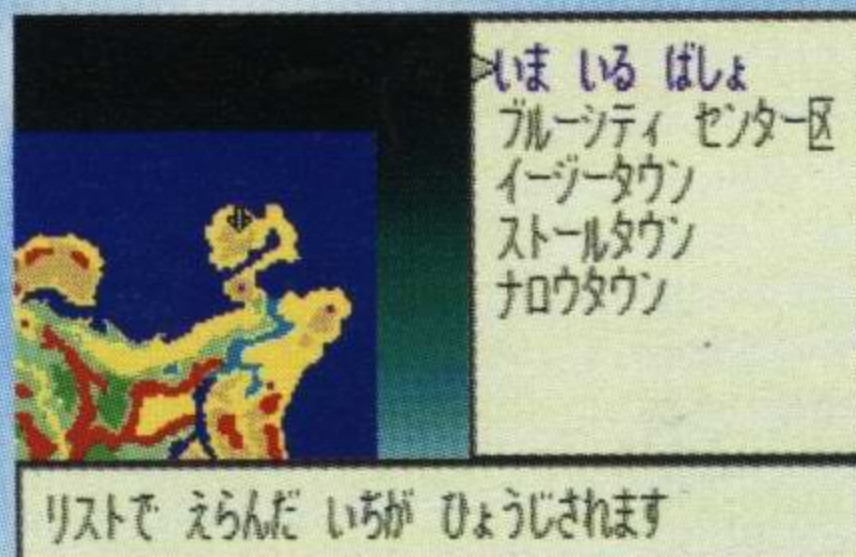 いま いる ばしょ
ブルーシティ センター区
イージータウン
ストールタウン
ナロウタウン
リストで えらんだ いちが ひょうじされます